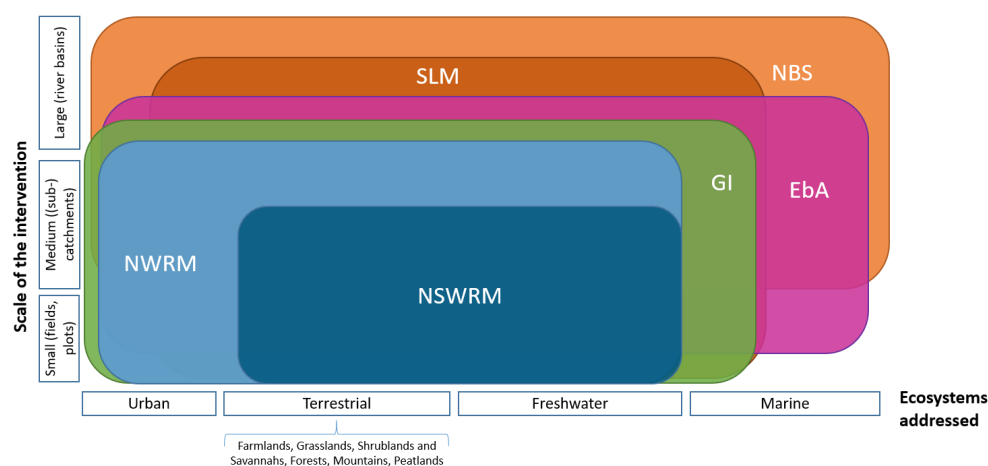 Scale of the intervention
Large (river basins)
Medium ((sub-)
catchments)
Small (fields,
plots)
NBS
SLM
EbA
GI
NWRM
NSWRM
Urban
Terrestrial
Freshwater
Marine
Ecosystems
addressed
Farmlands, Grasslands, Shrublands and
Savannahs, Forests, Mountains, Peatlands